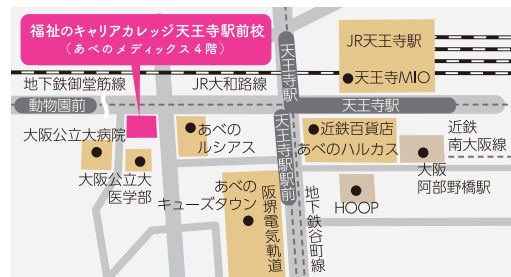 福祉のキャリアカレッジ天王寺駅前校
（あべのメディックス4階）
JR天王寺駅
天王寺MIO
天王寺駅
地下鉄御堂筋線
JR大和路線
動物園前
天王寺駅
大阪公立大病院
あべの
ルシアス
近鉄百貨店
あべのハルカス
近鉄
南大阪線
大阪公立大
医学部
天王寺駅駅前
大阪
阿部野橋駅
あべの
キューズタウン
阪堺電気軌道
地下鉄谷町線
HOOP